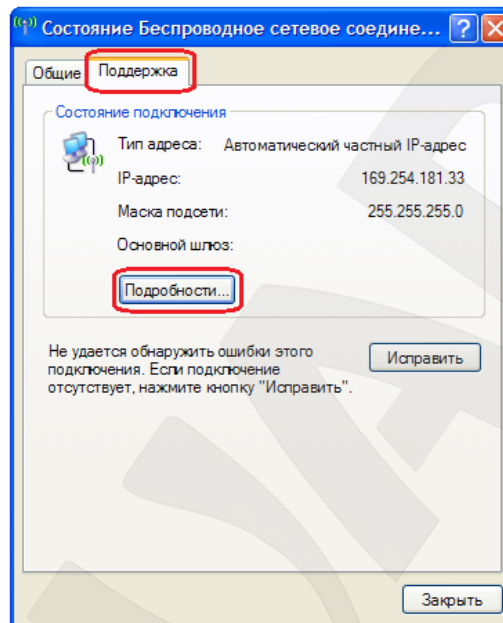 Состояние Беспроводное сетевое соедине...
Общие
Поддержка
Состояние подключения
Тип адреса: Автоматический частный IP-адрес
IP-адрес: 169.254.181.33
Маска подсети: 255.255.255.0
Основной шлюз:
Подробности...
Не удается обнаружить ошибки этого
подключения. Если подключение
отсутствует, нажмите кнопку "Исправить".
Исправить
Закрыть